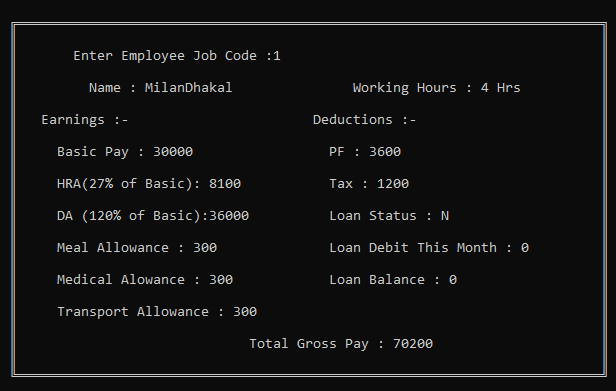 Enter Employee Job Code :1
Name : MilanDhakal Working Hours : 4 Hrs
Earnings :- Deductions :-
Basic Pay : 30000 PF : 3600
HRA(27% of Basic): 8100 Tax : 1200
DA (120% of Basic):36000 Loan Status : N
Meal Allowance : 300 Loan Debit This Month : 0
Medical Alowance : 300 Loan Balance : 0
Transport Allowance : 300
Total Gross Pay : 70200